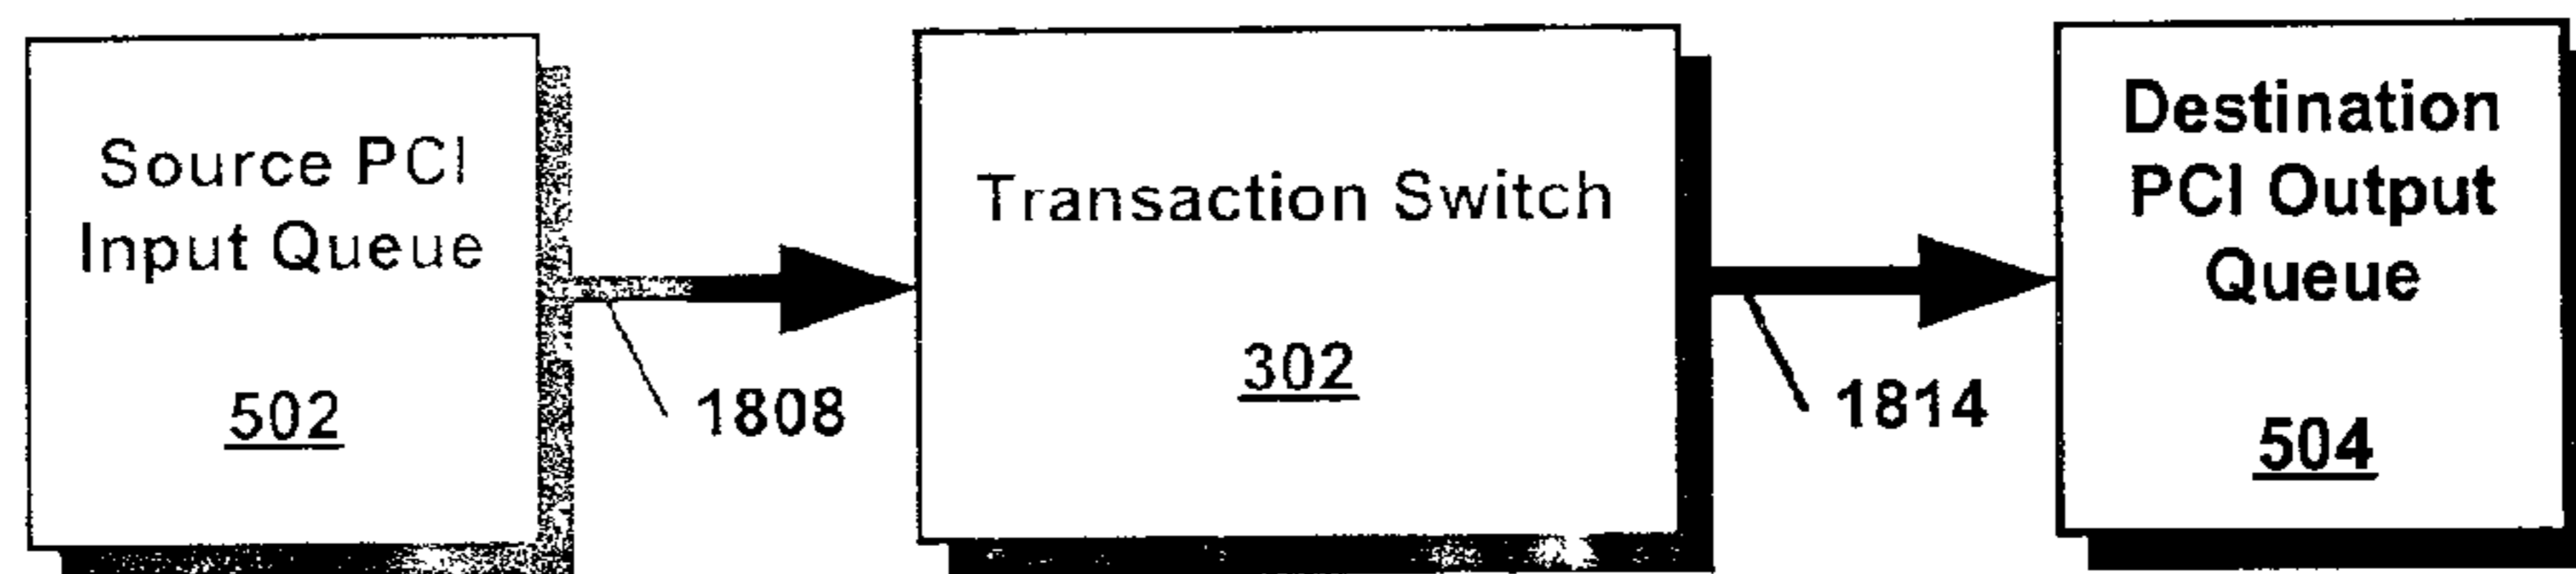 Source PCI
Input Queue
502
1808
Transaction Switch
302
1814
Destination
PCI Output
Queue
504